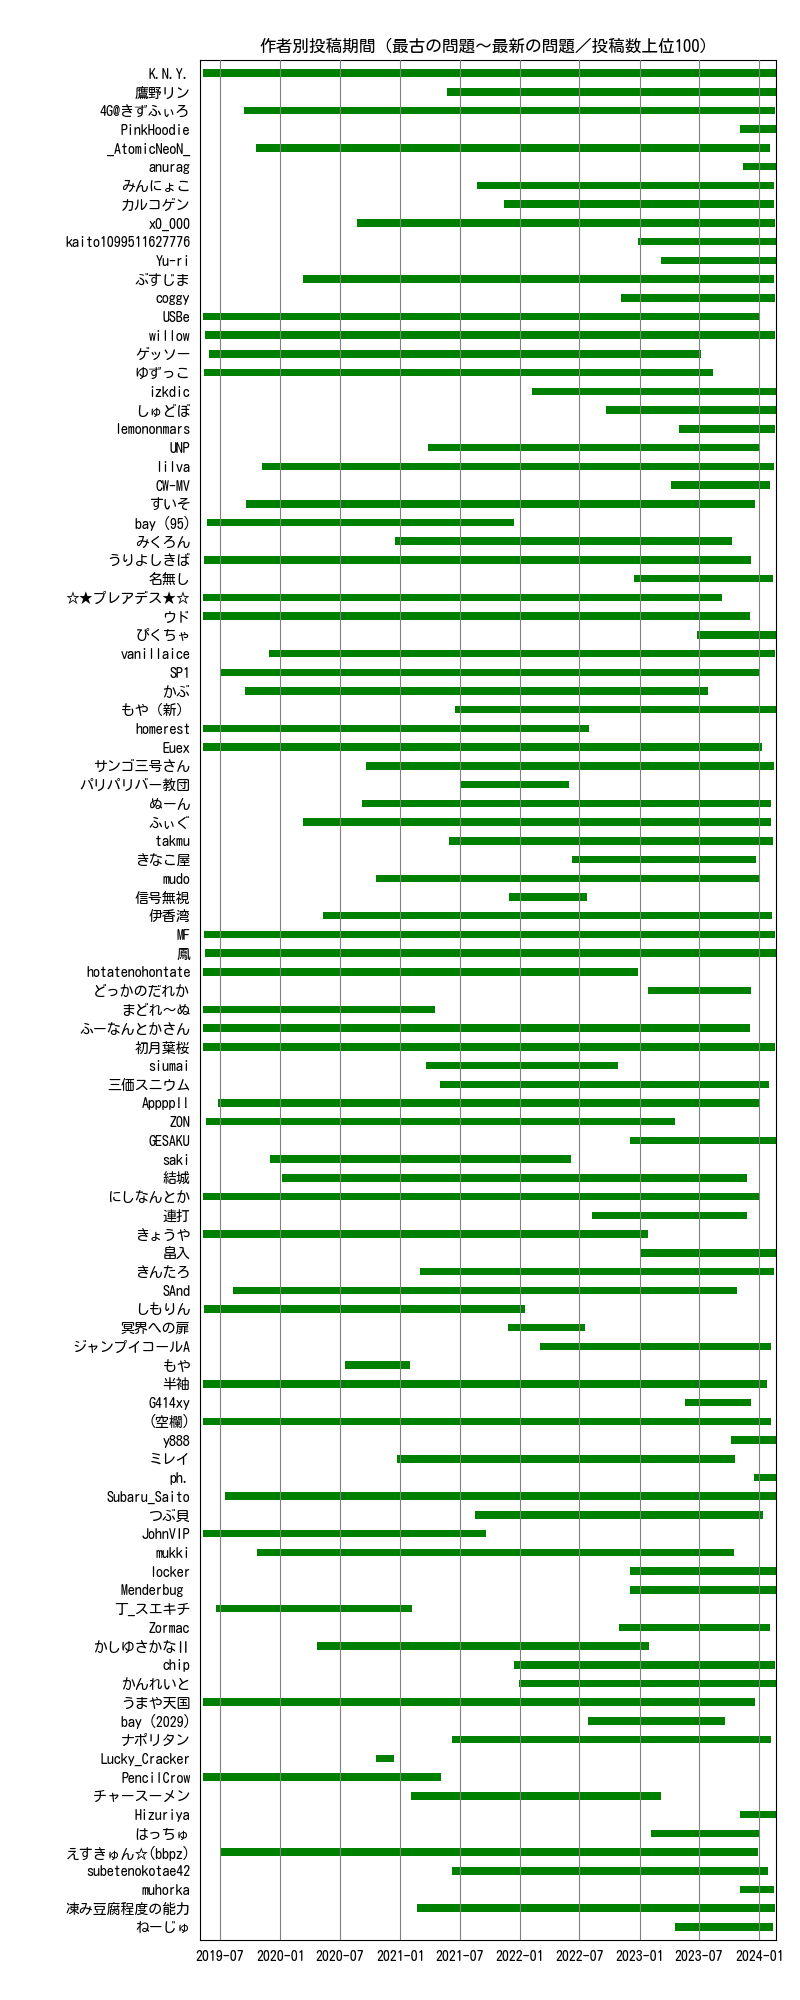 作者別投稿期間（最古の問題～最新の問題／投稿数上位100）
K.N.Y.
鷹野リン
4G@きずふぃろ
PinkHoodie
_AtomicNeoN_
anurag
みんにょこ
カルコゲン
x0_000
kaito1099511627776
Yu-ri
ぶすじま
coggy
USBe
willow
ゲッソー
ゆずっこ
izkdic
しゅどぼ
lemononmars
UNP
lilva
CW-MV
すいそ
bay (95)
みくろん
うりよしきば
名無し
☆★プレアデス★☆
ウド
ぴくちゃ
vanillaice
SP1
かぶ
もや（新）
homerest
Euex
サンゴ三号さん
パリパリバー教団
ぬーん
ふぃぐ
takmu
きなこ屋
mudo
信号無視
伊香湾
MF
鳳
hotatenohontate
どっかのだれか
まどれ～ぬ
ふーなんとかさん
初月葉桜
siumai
三価スニウム
Appppll
ZON
GESAKU
saki
結城
にしなんとか
連打
きょうや
畠入
きんたろ
SAnd
しもりん
冥界への扉
ジャンプイコールA
もや
半袖
G414xy
(空欄)
y888
ミレイ
ph.
Subaru_Saito
つぶ貝
JohnVIP
mukki
locker
Menderbug
丁_スエキチ
Zormac
かしゆさかなII
chip
かんれいと
うまや天国
bay (2029)
ナポリタン
Lucky_Cracker
PencilCrow
チャースーメン
Hizuriya
はっちゅ
えすきゅん☆(bbpz)
subetenokotae42
muhorka
凍み豆腐程度の能力
ねーじゅ
2019-07 2020-01 2020-07 2021-01 2021-07 2022-01 2022-07 2023-01 2023-07 2024-01